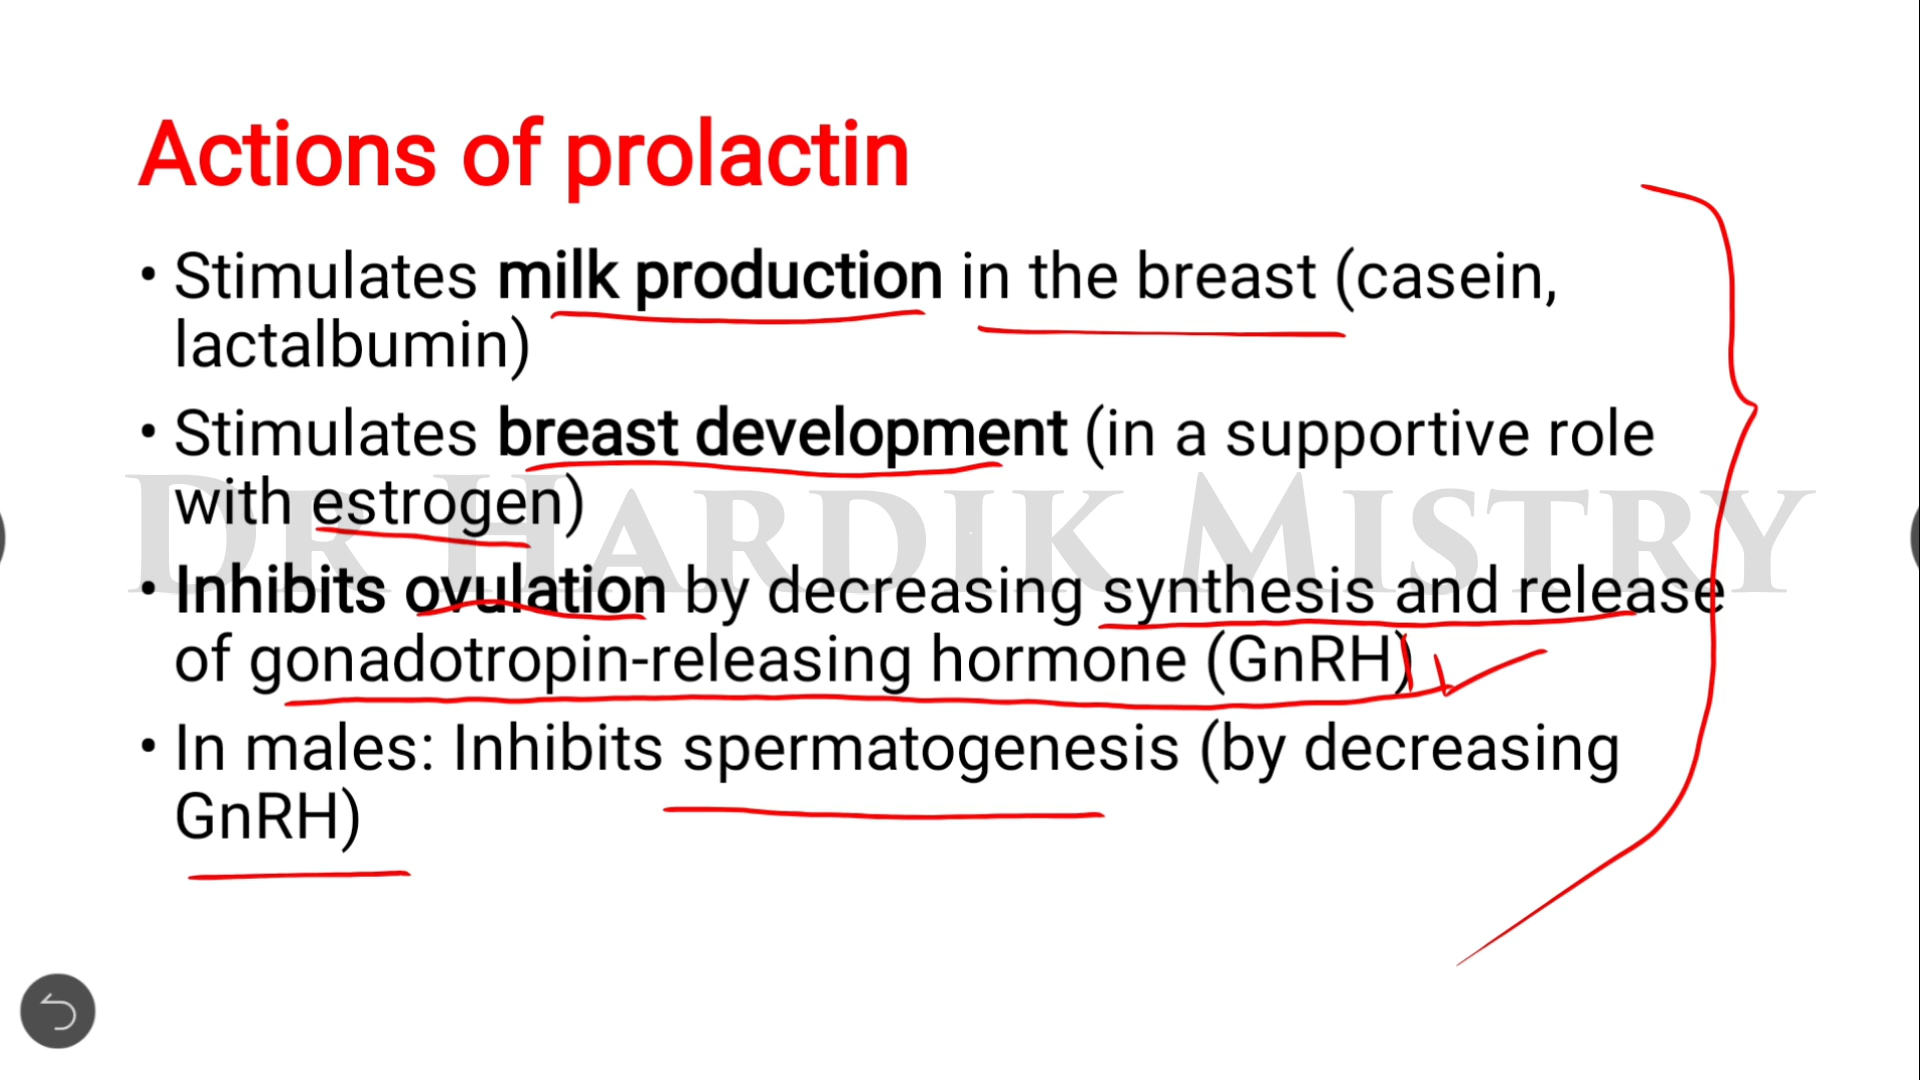 Actions of prolactin
• Stimulates milk production in the breast (casein,
lactalbumin)
• Stimulates breast development (in a supportive role
with estrogen)
DR HARDIK MISTRY
• Inhibits ovulation by decreasing synthesis and release
of gonadotropin-releasing hormone (GnRH)
• In males: Inhibits spermatogenesis (by decreasing
GnRH)